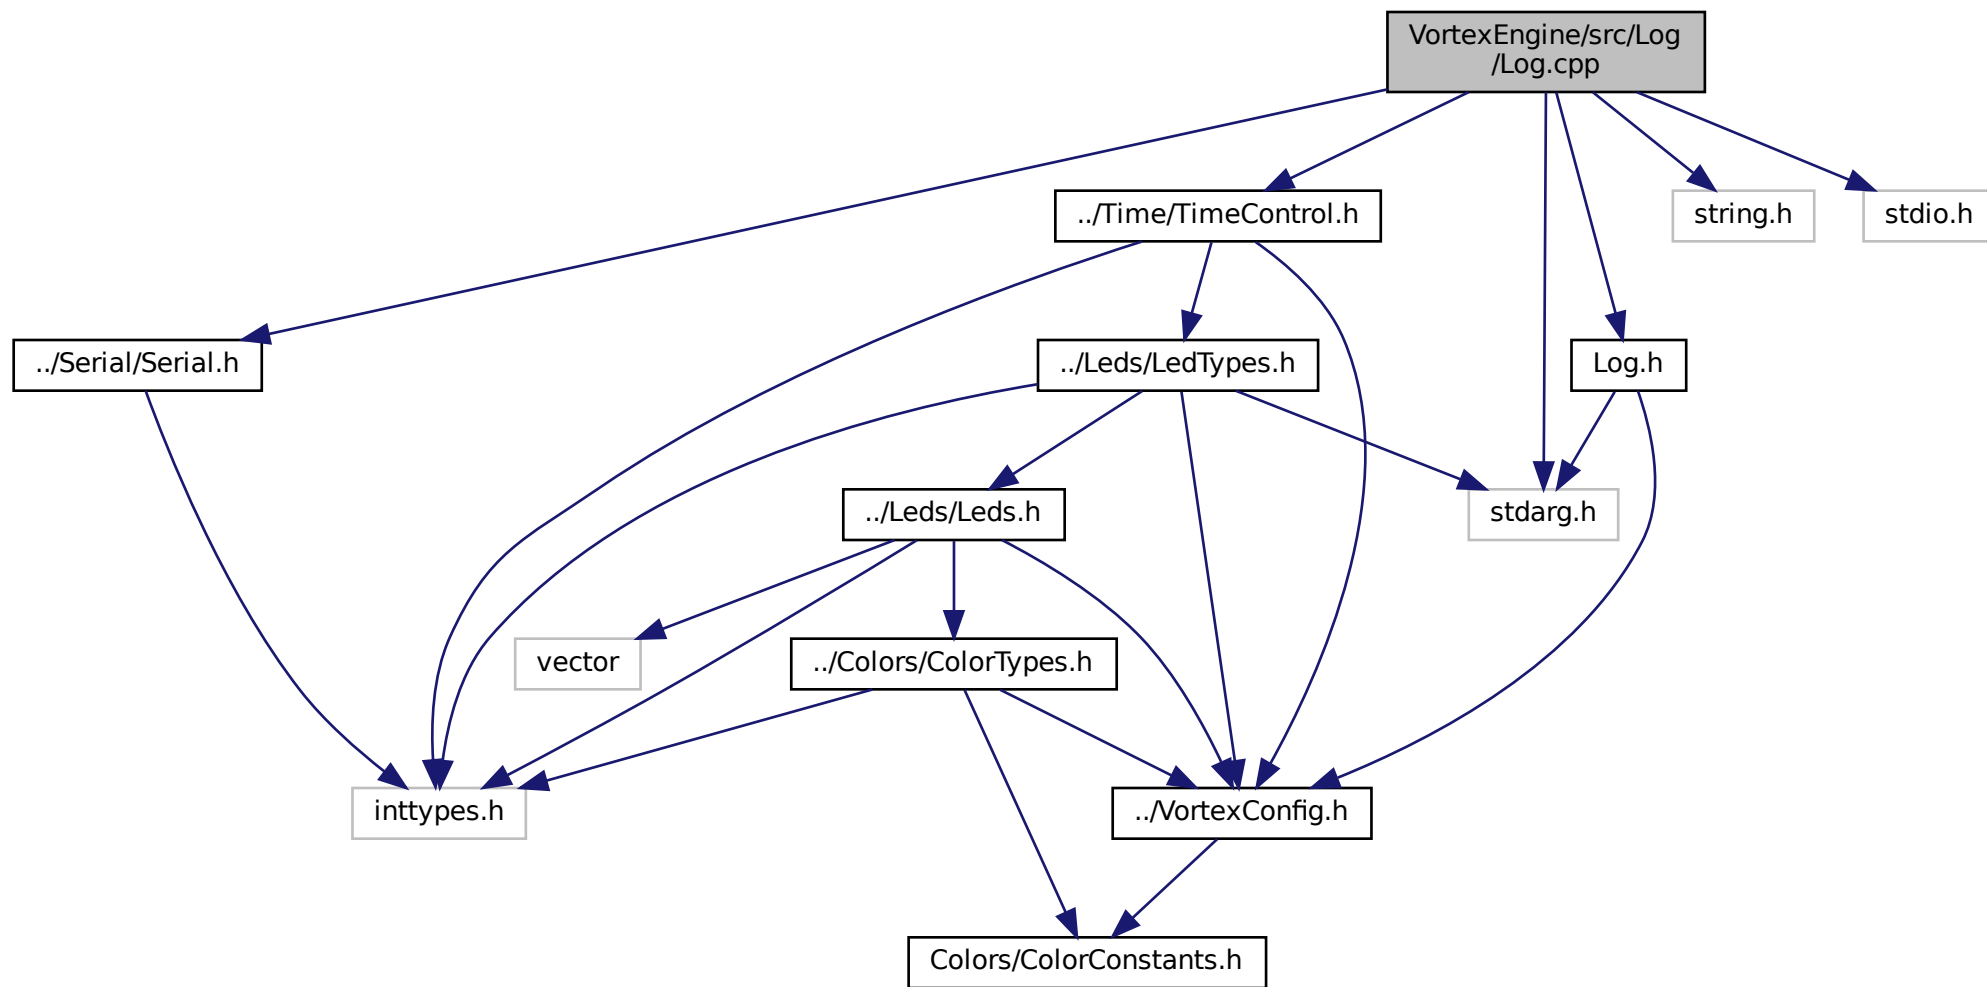 VortexEngine/src/Log
/Log.cpp
../Time/TimeControl.h
string.h
stdio.h
../Serial/Serial.h
../Leds/LedTypes.h
Log.h
../Leds/Leds.h
stdarg.h
vector
../Colors/ColorTypes.h
inttypes.h
../VortexConfig.h
Colors/ColorConstants.h